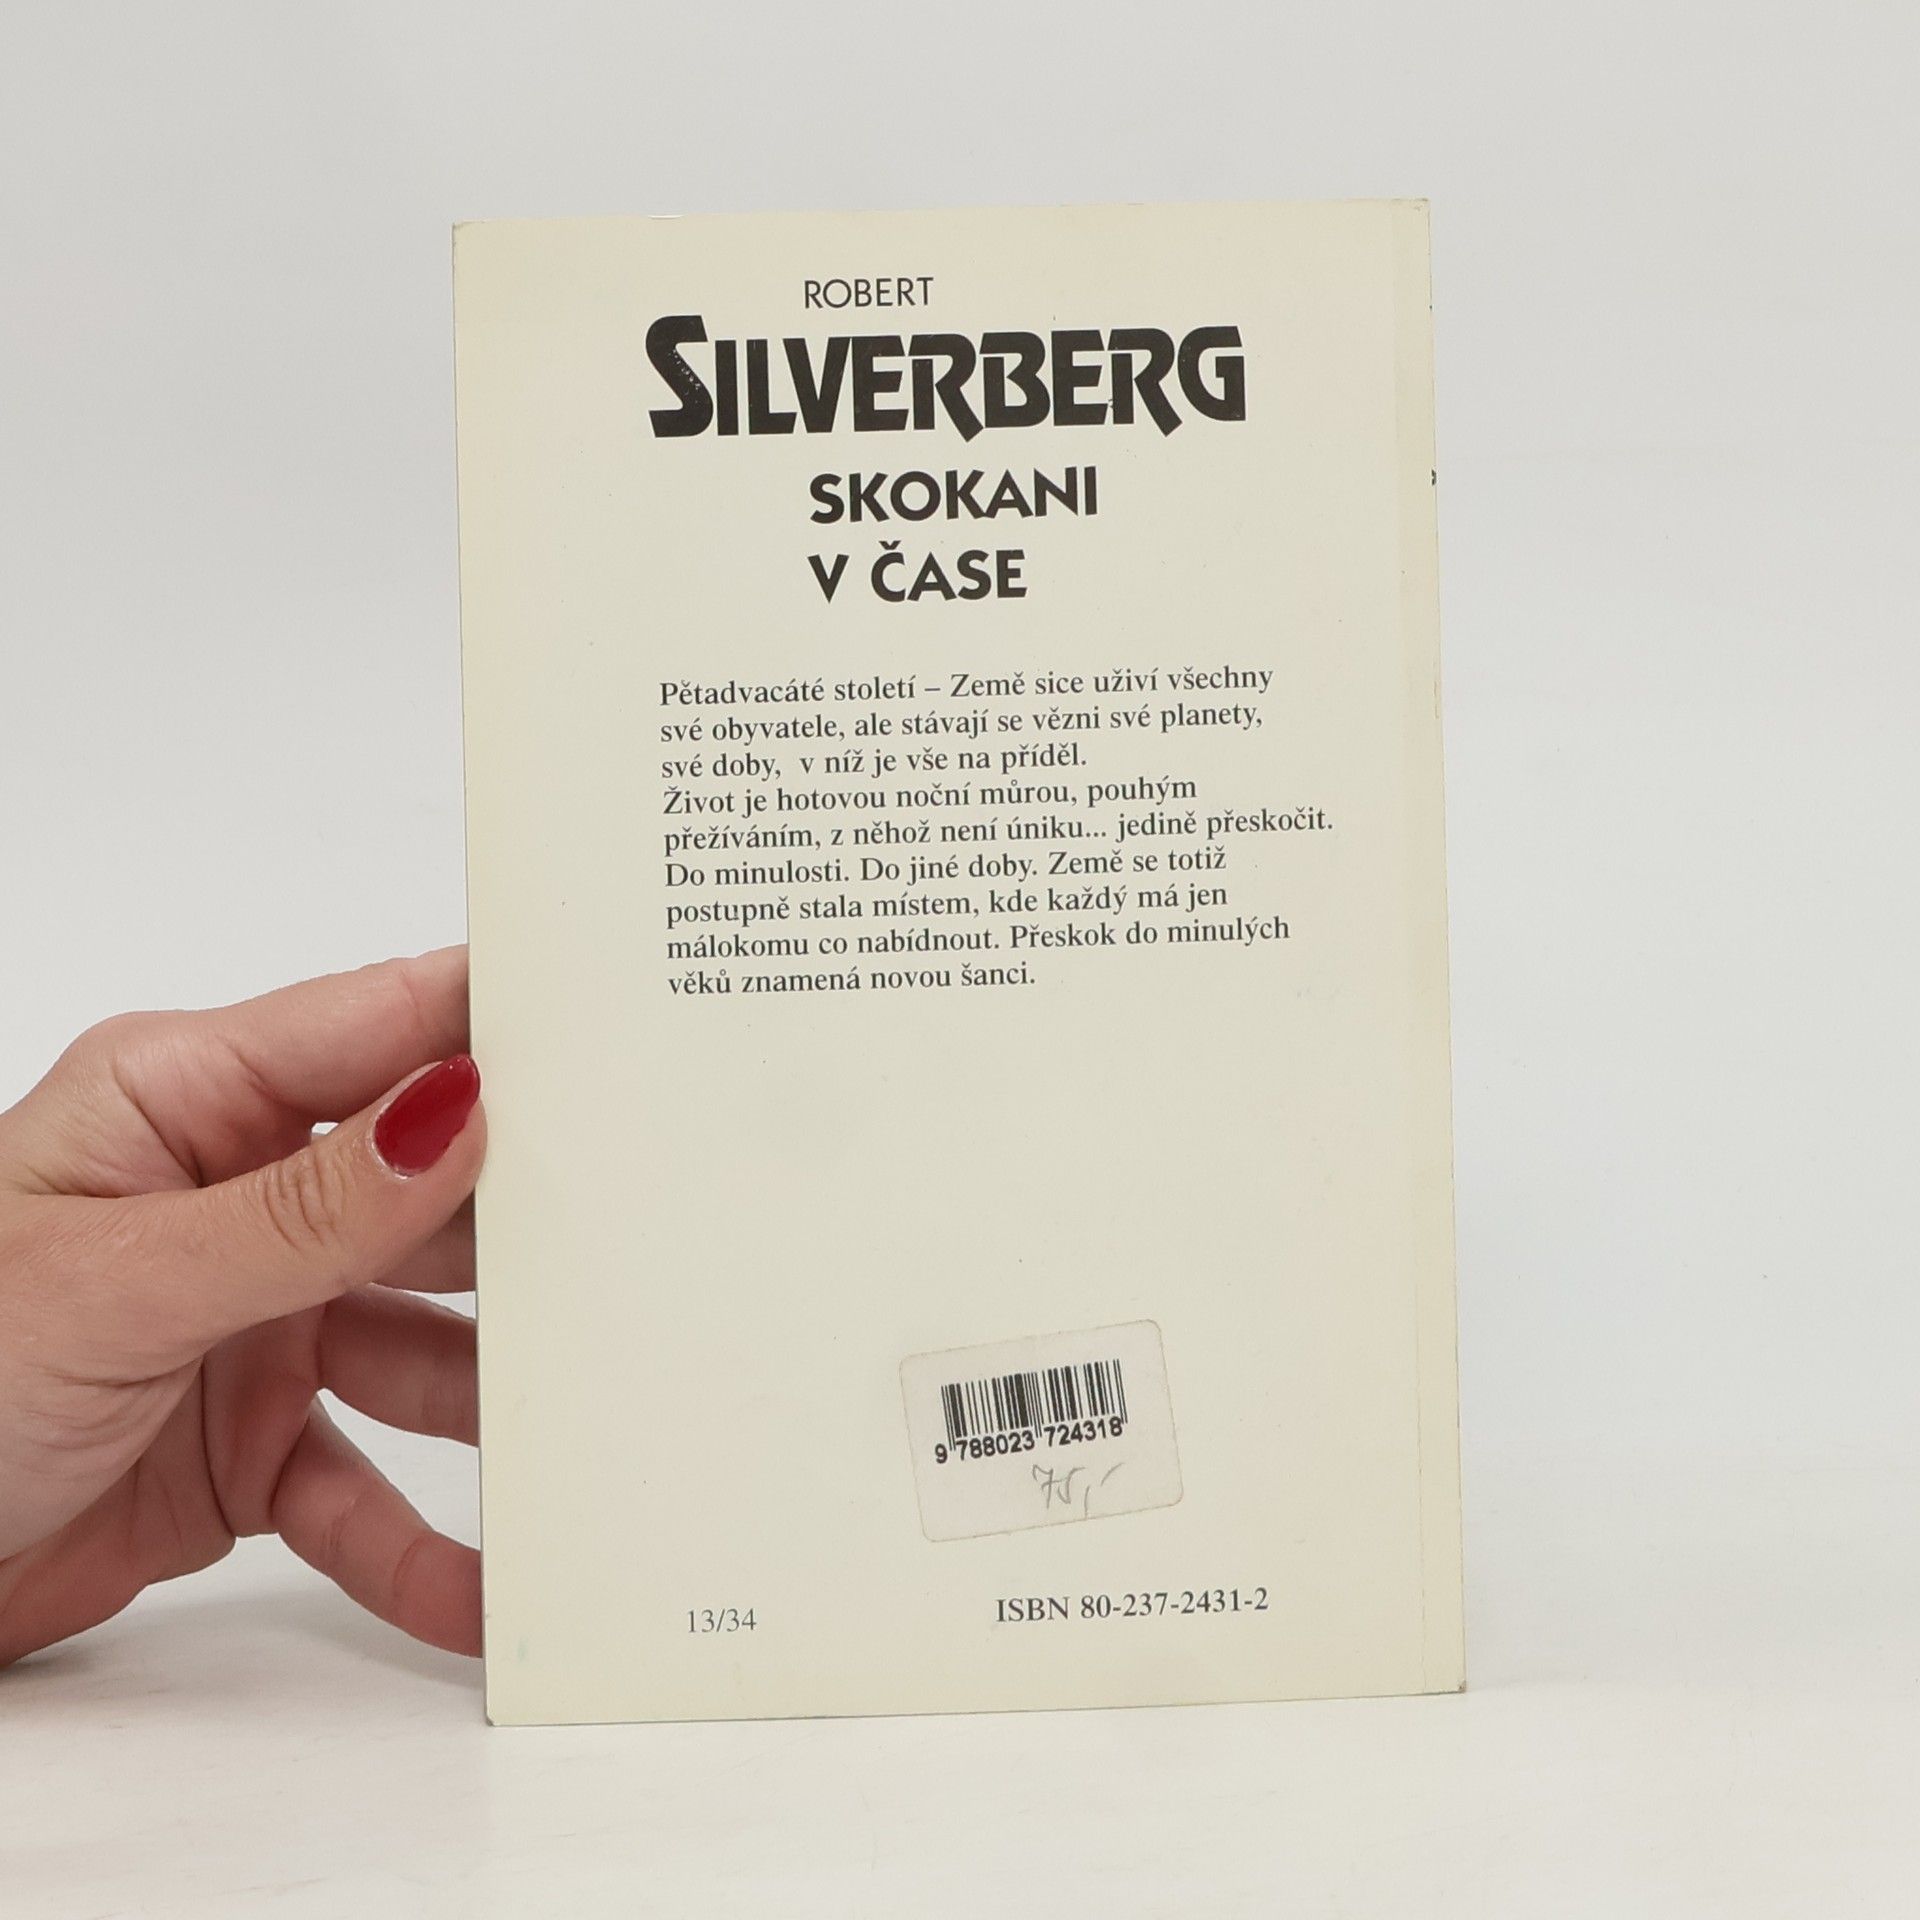 ROBERT
SILVERBERG
SKOKANI
V ČASE
Pětadvacáté století – Země sice uživí všechny
své obyvatele, ale stávají se vězni své planety,
své doby, v níž je vše na příděl.
Život je hotovou noční můrou, pouhým
přežíváním, z něhož není úniku... jedině přeskočit.
Do minulosti. Do jiné doby. Země se totiž
postupně stala místem, kde každý má jen
málokomu co nabídnout. Přeskok do minulých
věků znamená novou šanci.
9 788023 724318
75,-
13/34 ISBN 80-237-2431-2